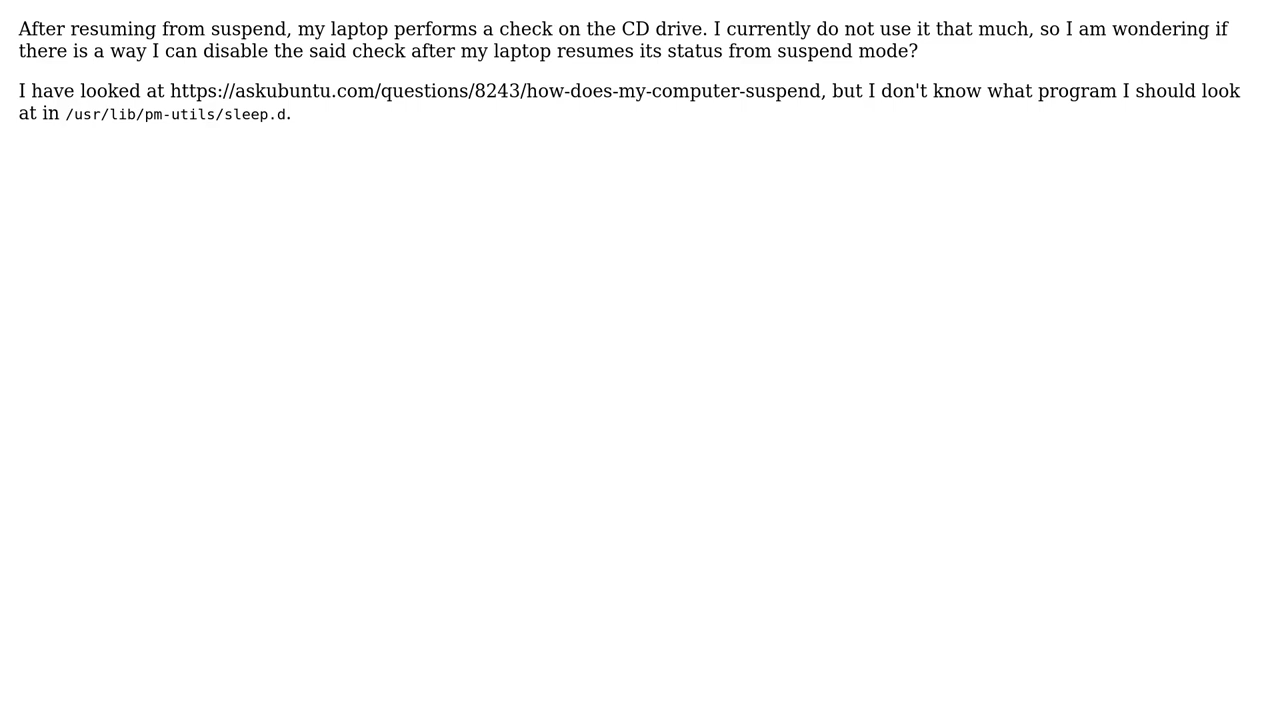 After resuming from suspend, my laptop performs a check on the CD drive. I currently do not use it that much, so I am wondering if
there is a way I can disable the said check after my laptop resumes its status from suspend mode?
I have looked at https://askubuntu.com/questions/8243/how-does-my-computer-suspend, but I don't know what program I should look
at in /usr/lib/pm-utils/sleep.d.